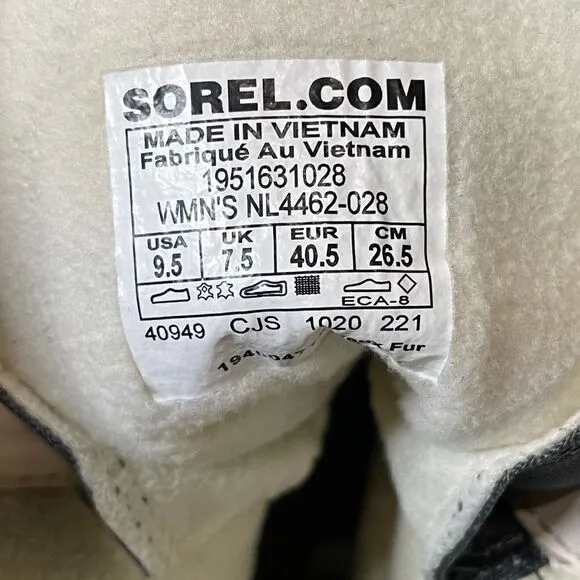 SOREL.COM
MADE IN VIETNAM
Fabriqué Au Vietnam
1951631028
WMN'S NL4462-028
USA UK EUR CM
9.5 7.5 40.5 26.5
ECA-8
40949 CJS 1020 221
Fur